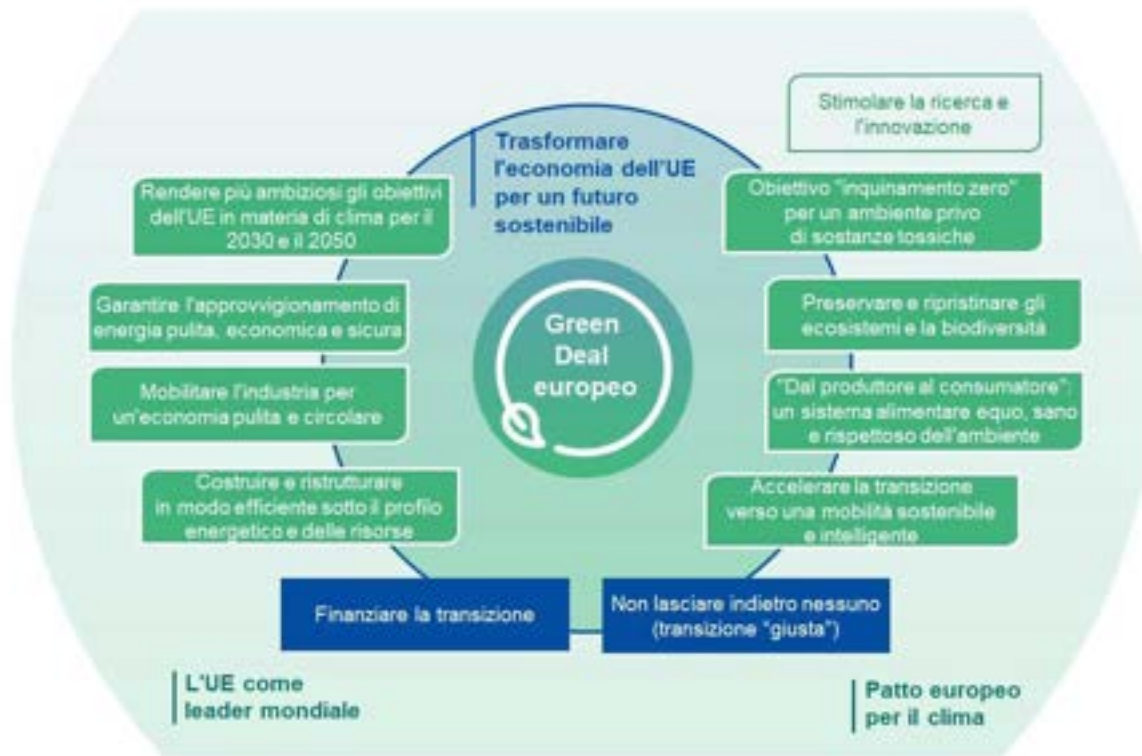 Stimolare la ricerca e
l'innovazione
Trasformare
l'economia dell'UE
per un futuro
sostenibile
Rendere più ambiziosi gli obiettivi
dell'UE in materia di clima per il
2030 e il 2050
Obiettivo "inquinamento zero"
per un ambiente privo
di sostanze tossiche
Garantire l'approvvigionamento di
energia pulita, economica e sicura
Preservare e ripristinare gli
ecosistemi e la biodiversità
Green
Deal
europeo
Mobilitare l'industria per
un'economia pulita e circolare
"Dal produttore al consumatore":
un sistema alimentare equo, sano
e rispettoso dell'ambiente
Costruire e ristrutturare
in modo efficiente sotto il profilo
energetico e delle risorse
Accelerare la transizione
verso una mobilità sostenibile
e intelligente
Finanziare la transizione
Non lasciare indietro nessuno
(transizione "giusta")
L'UE come
leader mondiale
Patto europeo
per il clima